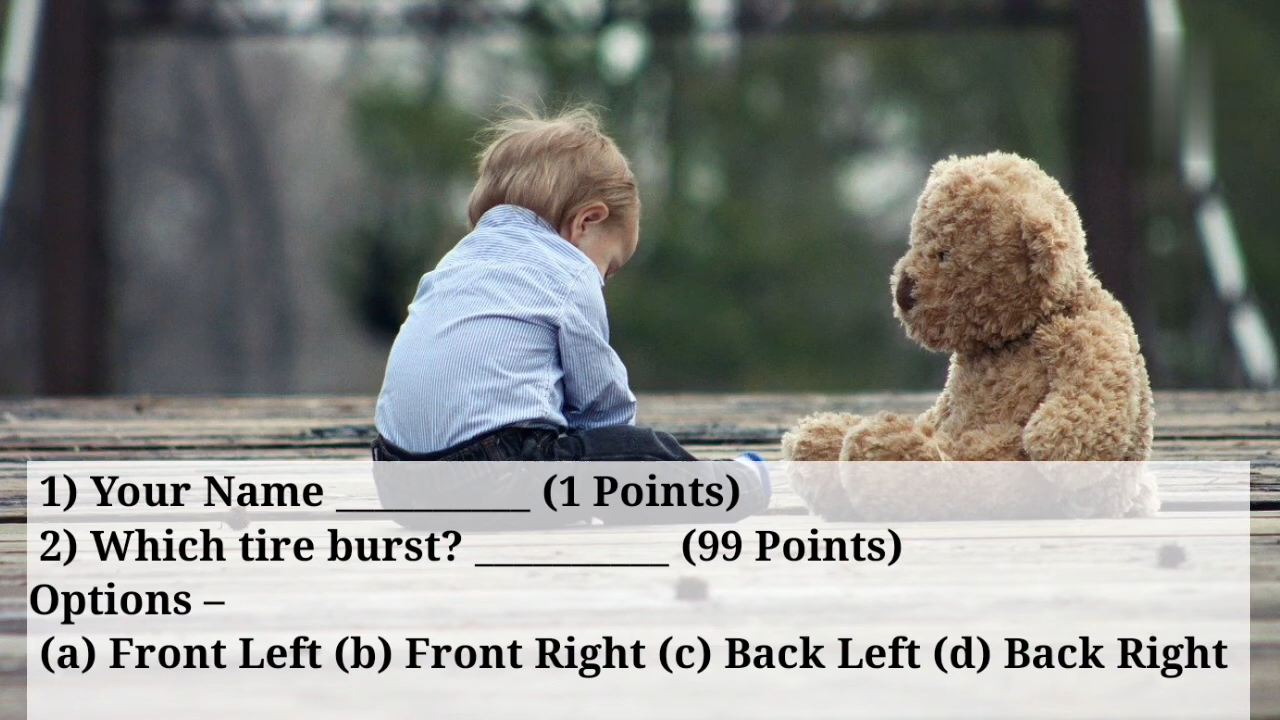 1) Your Name __________ (1 Points)
2) Which tire burst? __________ (99 Points)
Options –
(a) Front Left (b) Front Right (c) Back Left (d) Back Right